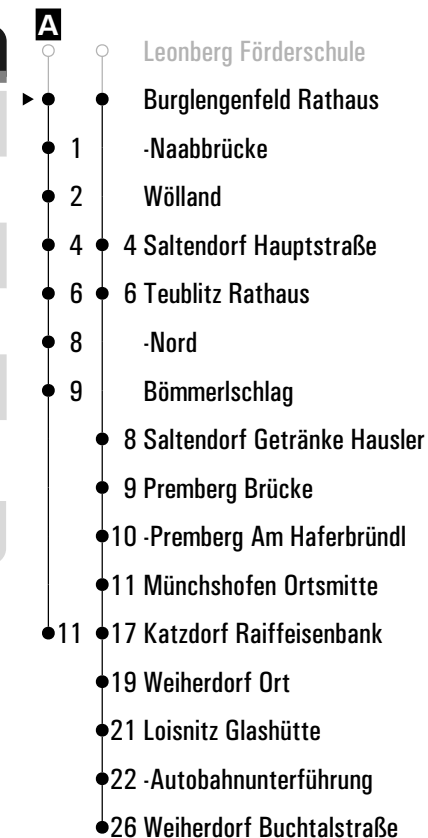 A
Leonberg Förderschule
Burglengenfeld Rathaus
1 -Naabbrücke
2 Wölland
4 4 Saltendorf Hauptstraße
6 6 Teublitz Rathaus
8 -Nord
9 Bömmerlschlag
8 Saltendorf Getränke Hausler
9 Premberg Brücke
10 -Premberg Am Haferbründl
11 Münchshofen Ortsmitte
11 17 Katzdorf Raiffeisenbank
19 Weiherdorf Ort
21 Loisnitz Glashütte
22 -Autobahnunterführung
26 Weiherdorf Buchtalstraße